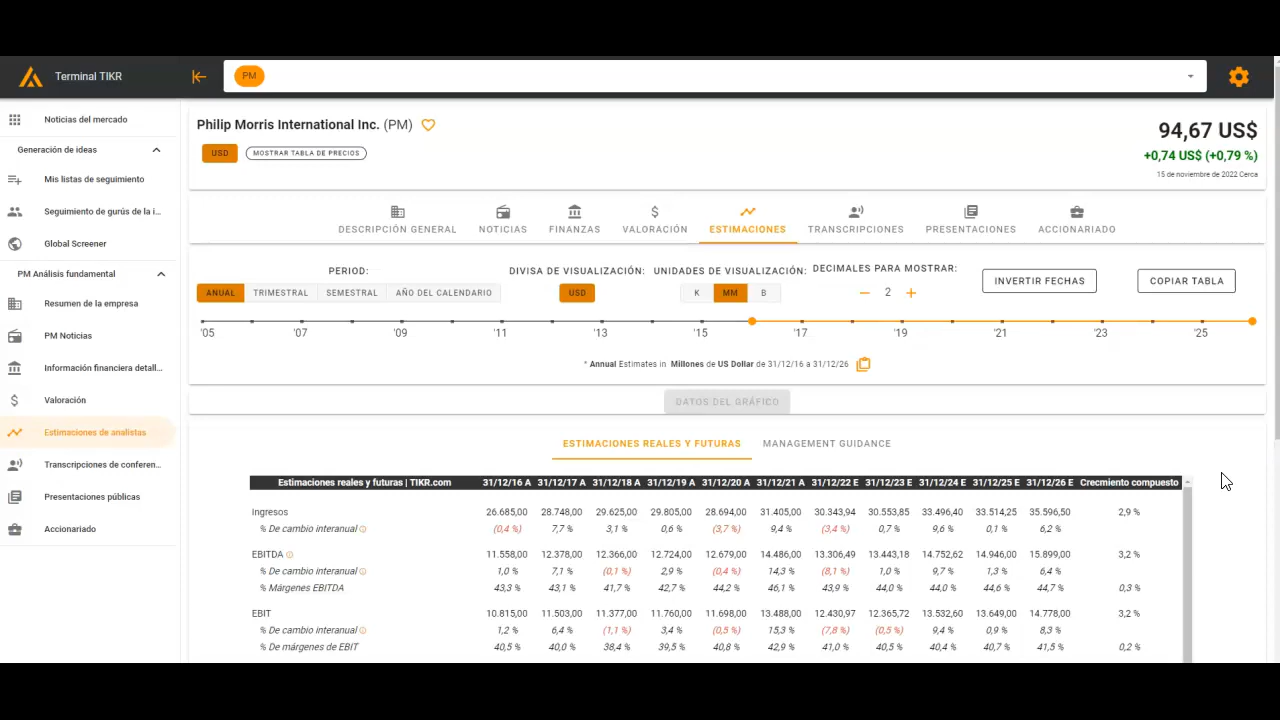 Terminal TIKR
PM
Noticias del mercado
Generación de ideas
Mis listas de seguimiento
Seguimiento de gurús de la i...
Global Screener
PM Análisis fundamental
Resumen de la empresa
PM Noticias
Información financiera detall...
Valoración
Estimaciones de analistas
Transcripciones de conferen...
Presentaciones públicas
Accionariado
Philip Morris International Inc. (PM)
USD MOSTRAR TABLA DE PRECIOS
94,67 US$
+0,74 US$ (+0,79 %)
15 de noviembre de 2022 Cerca
DESCRIPCIÓN GENERAL NOTICIAS FINANZAS VALORACIÓN ESTIMACIONES TRANSCRIPCIONES PRESENTACIONES ACCIONARIADO
PERIOD: DIVISA DE VISUALIZACIÓN: UNIDADES DE VISUALIZACIÓN: DECIMALES PARA MOSTRAR:
ANUAL TRIMESTRAL SEMESTRAL AÑO DEL CALENDARIO USD K MM B 2 INVERTIR FECHAS COPIAR TABLA
'05 '07 '09 '11 '13 '15 '17 '19 '21 '23 '25
* Annual Estimates in Millones de US Dollar de 31/12/16 a 31/12/26
DATOS DEL GRÁFICO
ESTIMACIONES REALES Y FUTURAS MANAGEMENT GUIDANCE
Estimaciones reales y futuras | TIKR.com 31/12/16 A 31/12/17 A 31/12/18 A 31/12/19 A 31/12/20 A 31/12/21 A 31/12/22 E 31/12/23 E 31/12/24 E 31/12/25 E 31/12/26 E Crecmiento compuesto
Ingresos 26.685,00 28.748,00 29.625,00 29.805,00 28.694,00 31.405,00 30.343,94 30.553,85 33.496,40 33.514,25 35.596,50 2,9 %
% De cambio interanual (0,4 %) 7,7 % 3,1 % 0,6 % (3,7 %) 9,4 % (3,4 %) 0,7 % 9,6 % 0,1 % 6,2 %
EBITDA 11.558,00 12.378,00 12.366,00 12.724,00 12.679,00 14.486,00 13.306,49 13.443,18 14.752,62 14.946,00 15.899,00 3,2 %
% De cambio interanual 1,0 % 7,1 % (0,1 %) 2,9 % (0,4 %) 14,3 % (8,1 %) 1,0 % 9,7 % 1,3 % 6,4 %
% Márgenes EBITDA 43,3 % 43,1 % 41,7 % 42,7 % 44,2 % 46,1 % 43,9 % 44,0 % 44,0 % 44,6 % 44,7 % 0,3 %
EBIT 10.815,00 11.503,00 11.377,00 11.760,00 11.698,00 13.488,00 12.430,97 12.365,72 13.532,60 13.649,00 14.778,00 3,2 %
% De cambio interanual 1,2 % 6,4 % (1,1 %) 3,4 % (0,5 %) 15,3 % (7,8 %) (0,5 %) 9,4 % 0,9 % 8,3 %
% De márgenes de EBIT 40,5 % 40,0 % 38,4 % 39,5 % 40,8 % 42,9 % 41,0 % 40,5 % 40,4 % 40,7 % 41,5 % 0,2 %